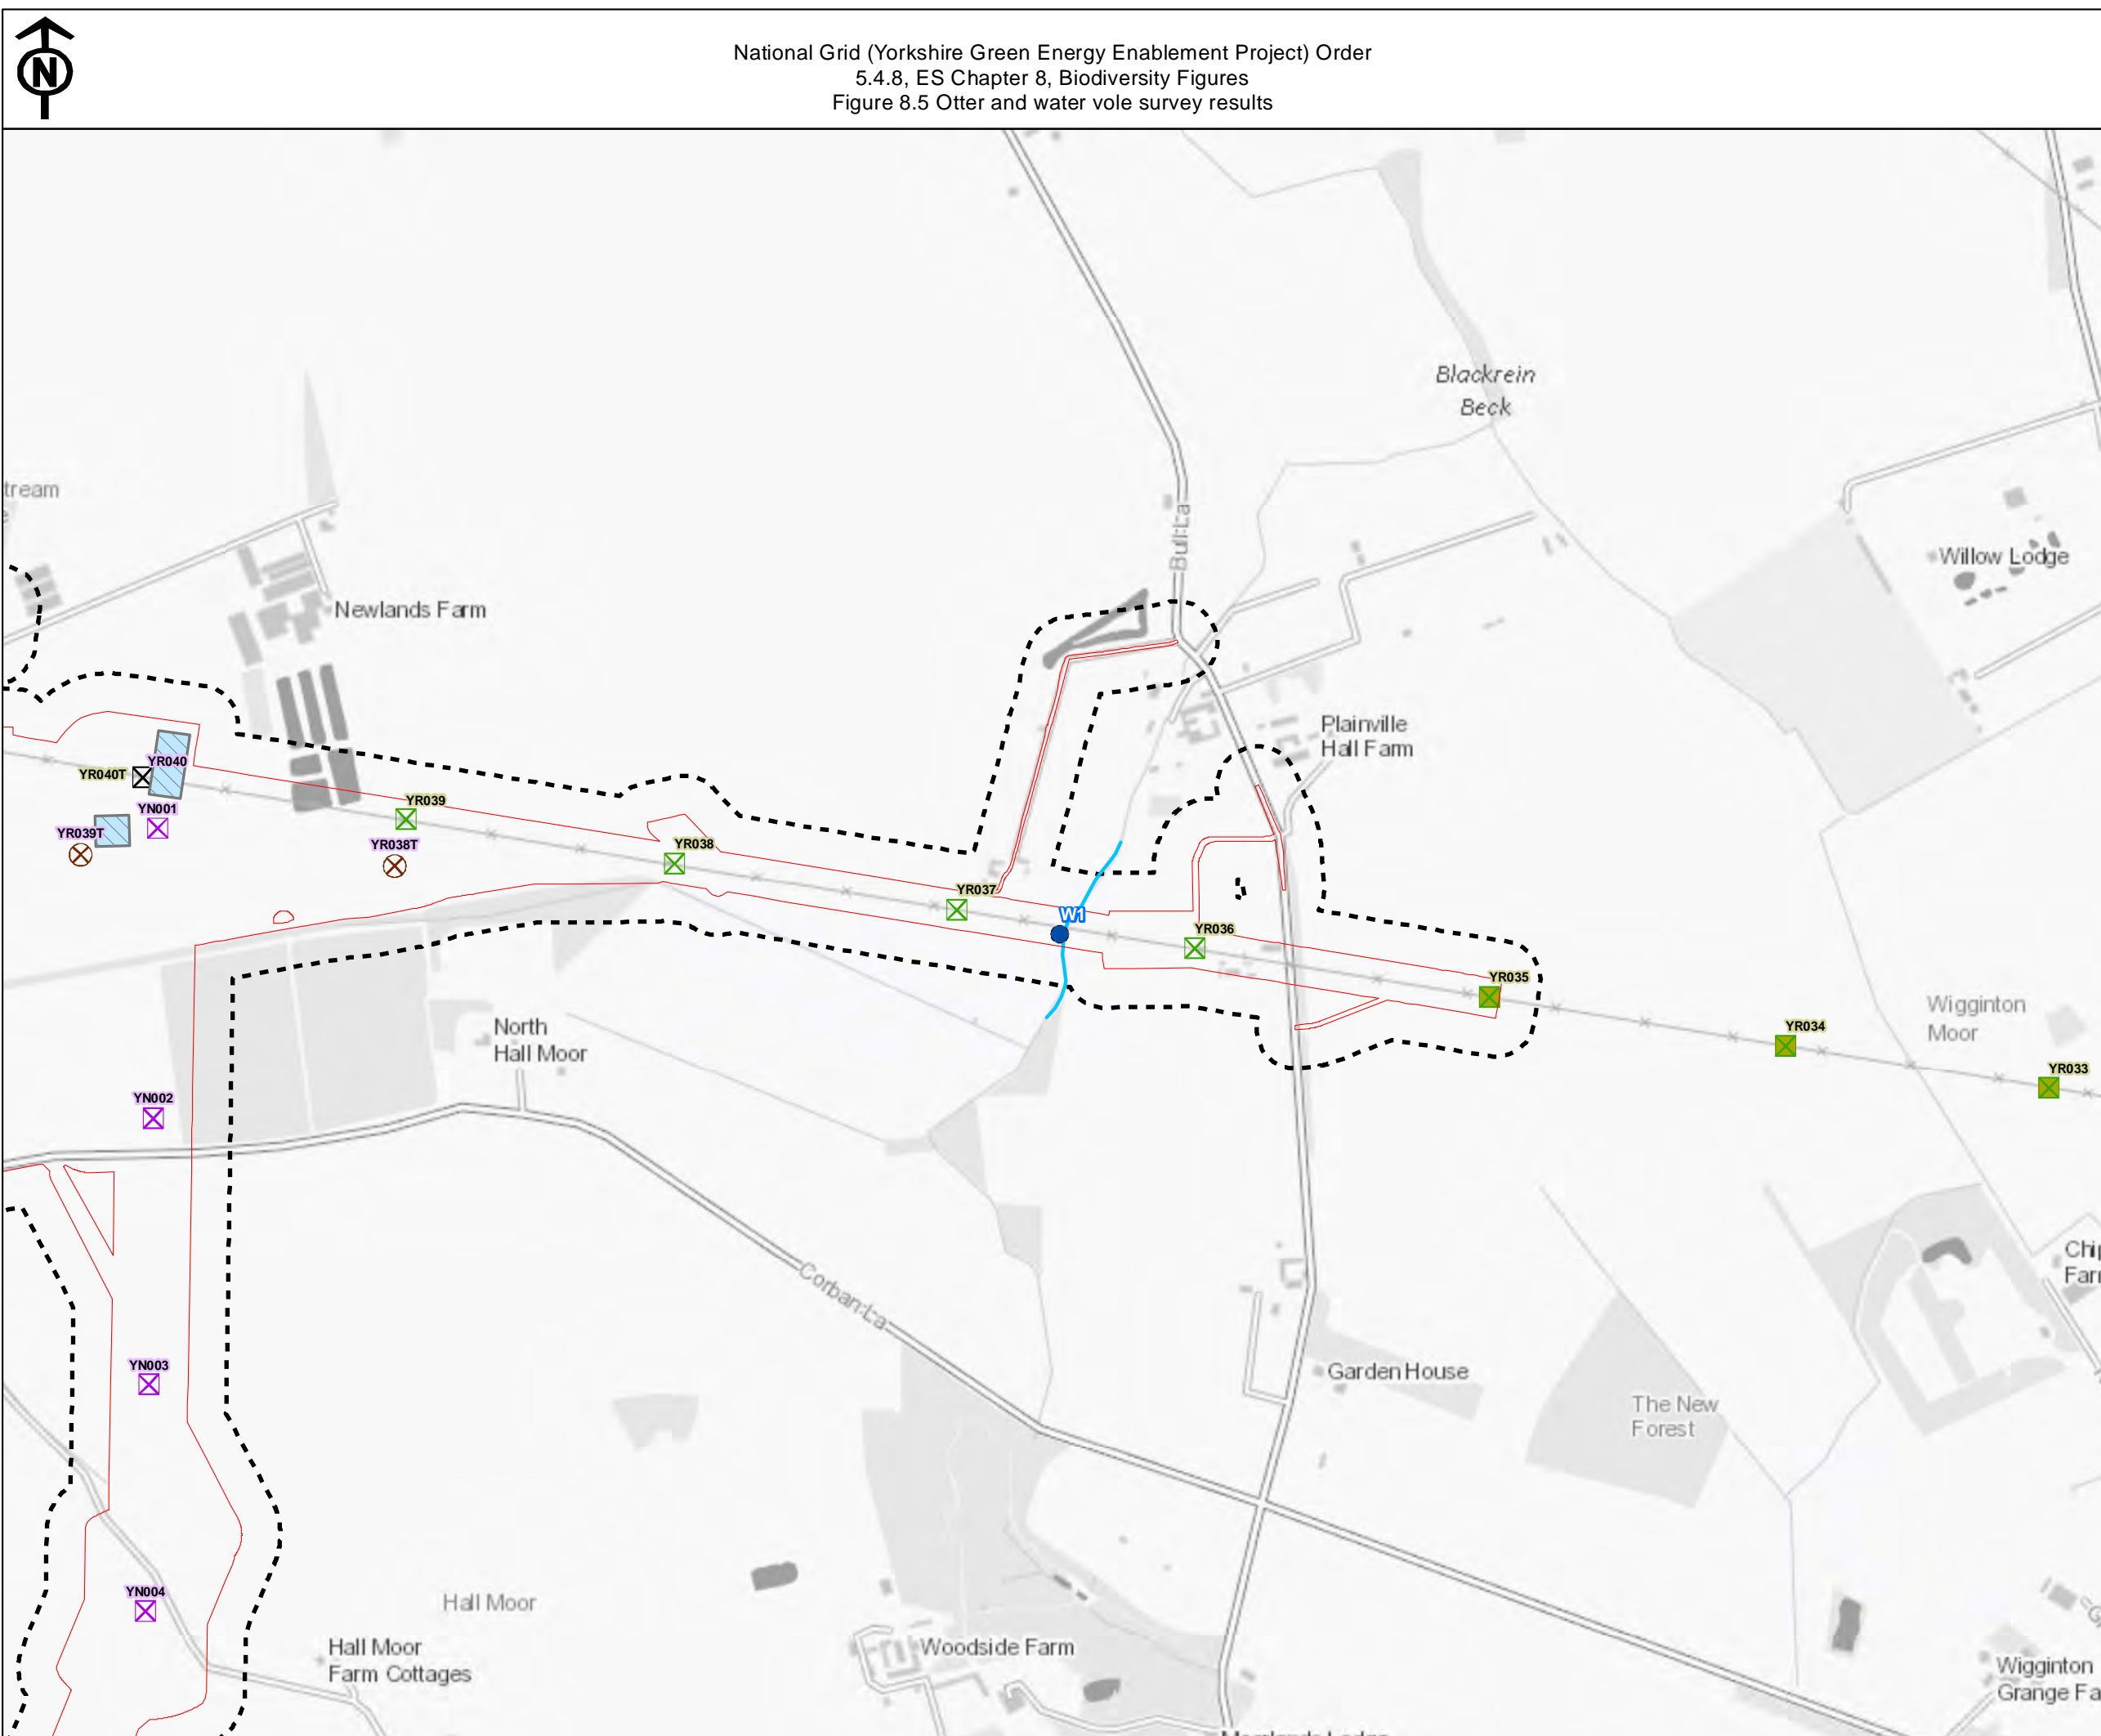 N
National Grid (Yorkshire Green Energy Enablement Project) Order
5.4.8, ES Chapter 8, Biodiversity Figures
Figure 8.5 Otter and water vole survey results
Blackrein
Beck
tream
Bull La
Willow Lodge
Newlands Farm
Plainville
Hall Farm
YR040
YR040T
YN001
YR039
YR039T
YR038T
YR038
YR037
W1
YR036
YR035
YR034
YR033
Wigginton
Moor
North
Hall Moor
YN002
Corban La
YN003
Garden House
The New
Forest
YN004
Hall Moor
Hall Moor
Farm Cottages
Woodside Farm
Wigginton